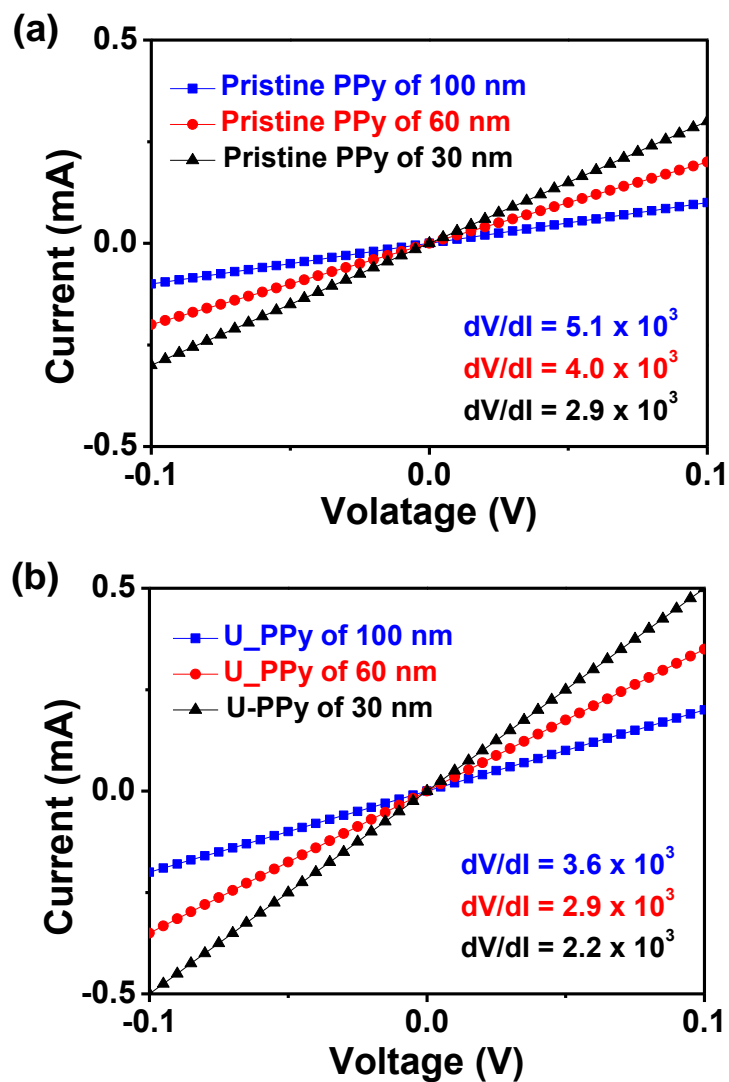 (a)
0.5
Pristine PPy of 100 nm
Pristine PPy of 60 nm
Pristine PPy of 30 nm
Current (mA)
0.0
dV/dI = 5.1 x 10³
dV/dI = 4.0 x 10³
dV/dI = 2.9 x 10³
-0.5
-0.1
0.0
0.1
Volatage (V)
(b)
0.5
U_PPy of 100 nm
U_PPy of 60 nm
U-PPy of 30 nm
Current (mA)
0.0
dV/dI = 3.6 x 10³
dV/dI = 2.9 x 10³
dV/dI = 2.2 x 10³
-0.5
-0.1
0.0
0.1
Voltage (V)